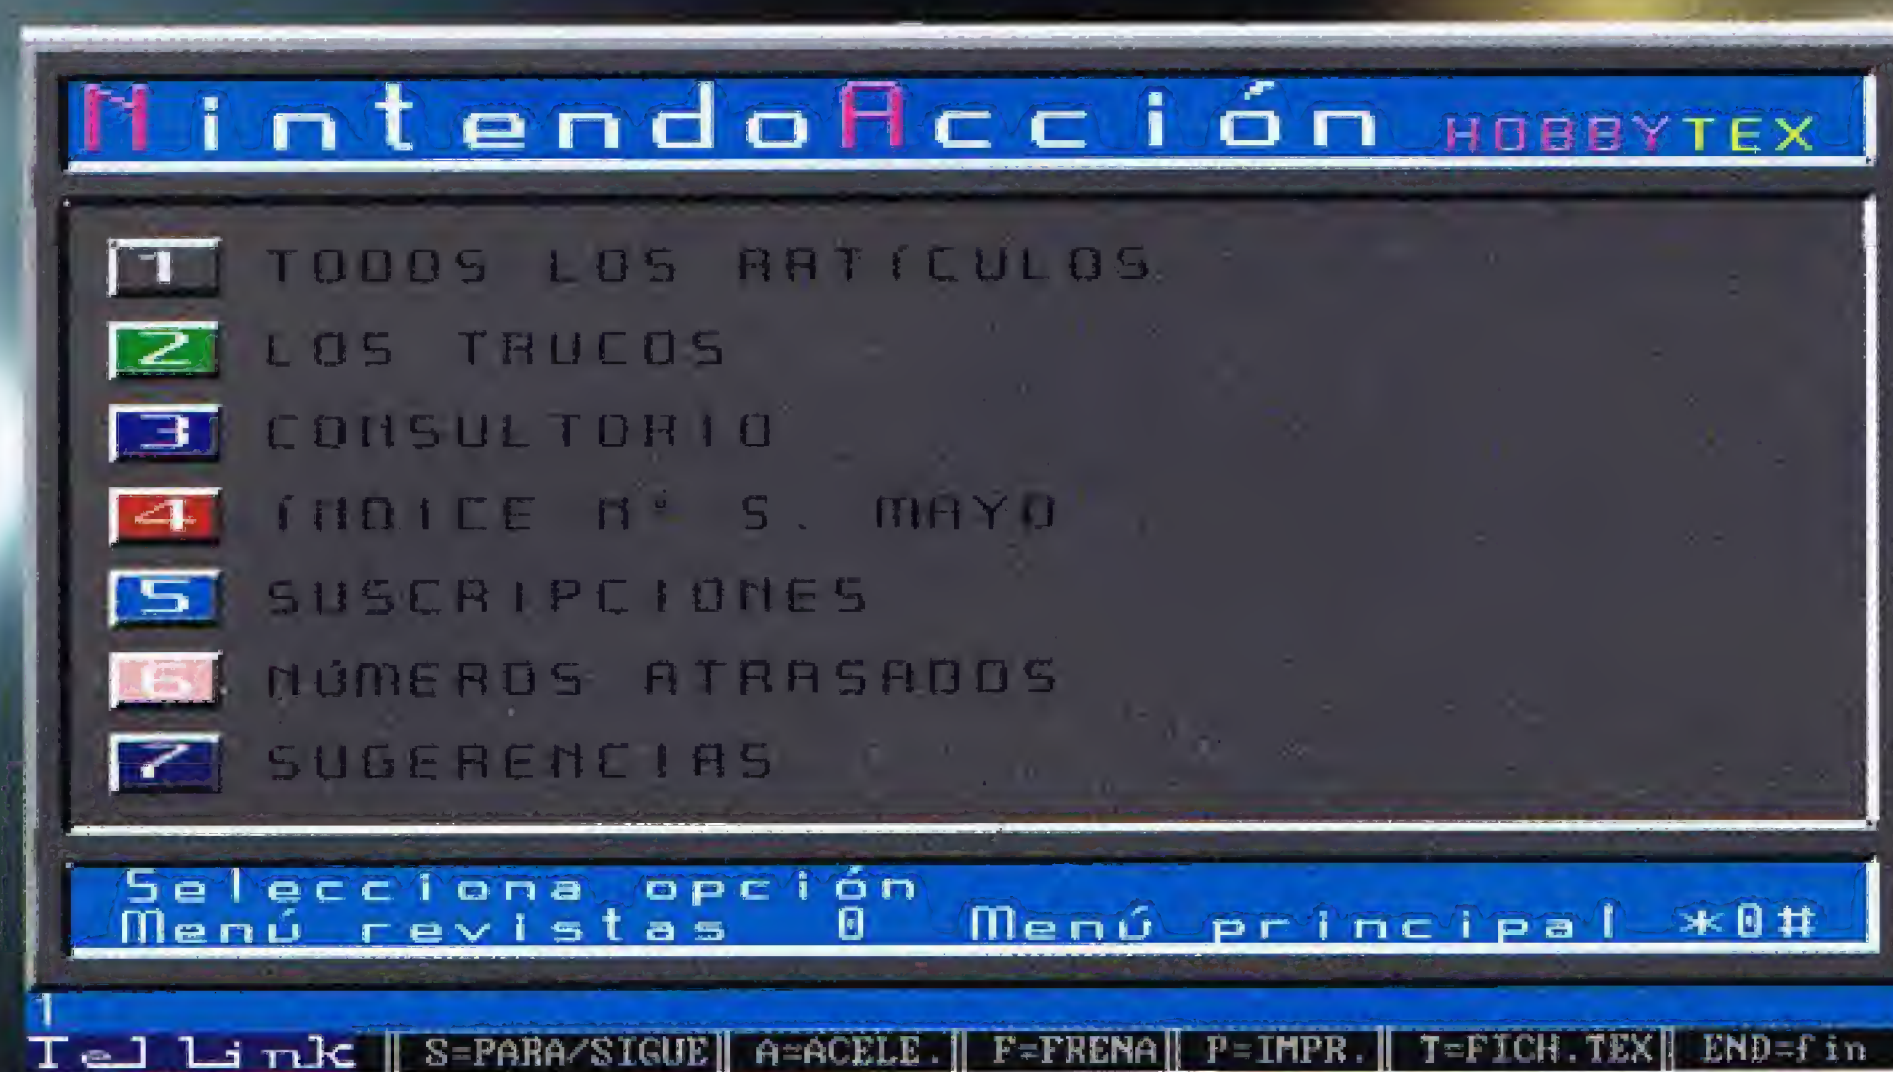 NintendoAcción HOBBYTEX
1 TODOS LOS ARTÍCULOS
2 LOS TRUCOS
3 CONSULTORIO
4 ÍNDICE Nº 5. MAYO
5 SUSCRIPCIONES
6 NÚMEROS ATRASADOS
7 SUGERENCIAS
Selecciona opción
Menú revistas 0 Menú principal *0#
1
Tellink S=PARA/SIGUE A=ACELE. F=FRENA P=IMPR. T=FICH.TEX END=fin